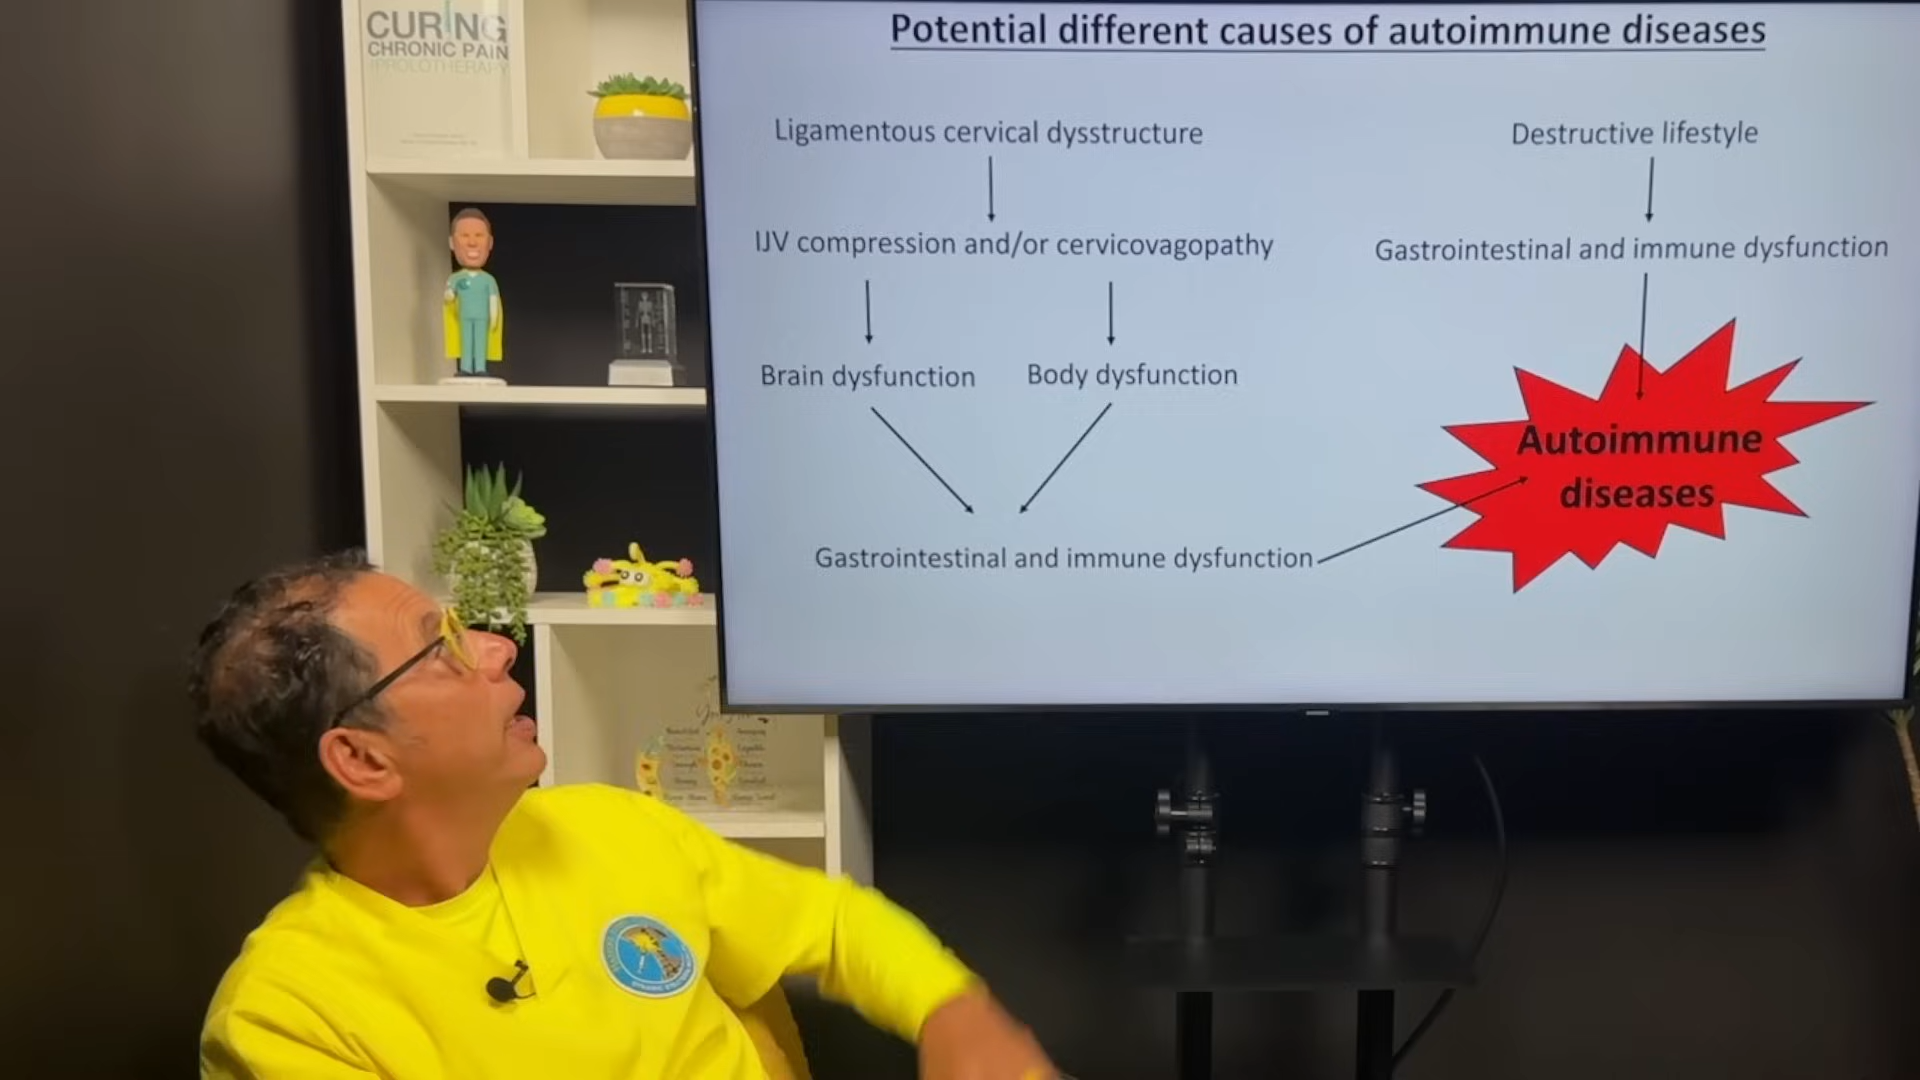 CURING
CHRONIC PAIN
PROLOTHERAPY
Potential different causes of autoimmune diseases
Ligamentous cervical dysstructure
Destructive lifestyle
IJV compression and/or cervicovagopathy
Gastrointestinal and immune dysfunction
Brain dysfunction
Body dysfunction
Autoimmune
diseases
Gastrointestinal and immune dysfunction